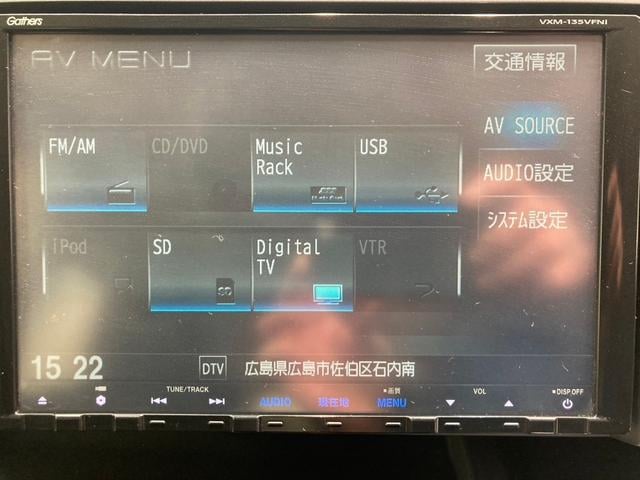 Gathers
VXM-135VFNI
AV MENU
交通情報
FM/AM
CD/DVD
Music Rack
USB
AV SOURCE
AUDIO設定
システム設定
iPod
SD
Digital TV
VTR
SD
15 22
DTV
広島県広島市佐伯区石内南
TUNE/TRACK
AUDIO
現在地
画質
MENU
VOL
DISP.OFF